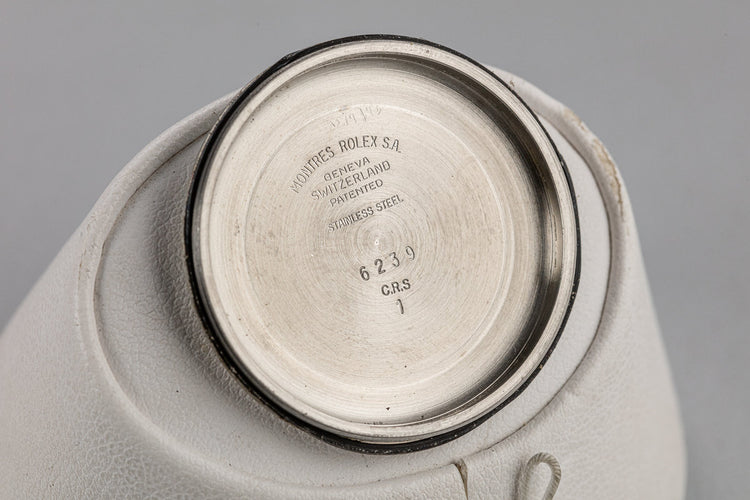 MONTRES ROLEX S.A.
GENEVA
SWITZERLAND
PATENTED
STAINLESS STEEL
6239
C.R.S
1